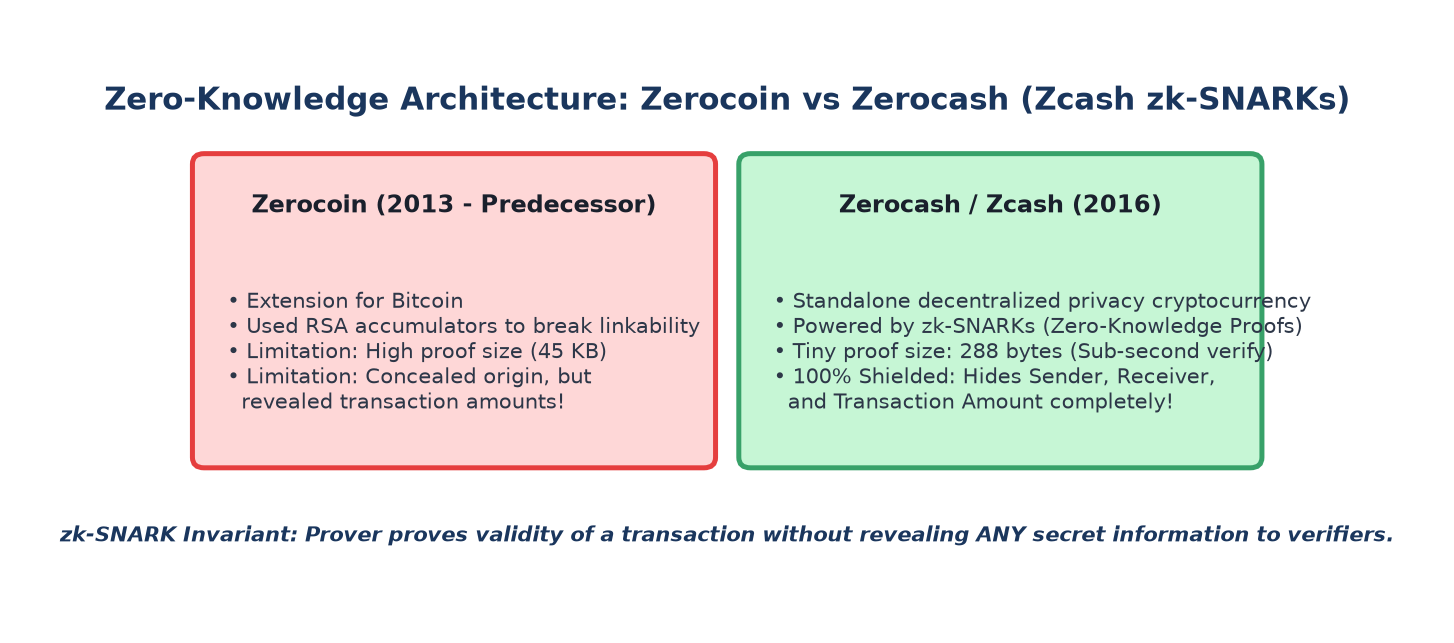 Zero-Knowledge Architecture: Zerocoin vs Zerocash (Zcash zk-SNARKs)
Zerocoin (2013 - Predecessor)
• Extension for Bitcoin
• Used RSA accumulators to break linkability
• Limitation: High proof size (45 KB)
• Limitation: Concealed origin, but
revealed transaction amounts!
Zerocash / Zcash (2016)
• Standalone decentralized privacy cryptocurrency
• Powered by zk-SNARKs (Zero-Knowledge Proofs)
• Tiny proof size: 288 bytes (Sub-second verify)
• 100% Shielded: Hides Sender, Receiver,
and Transaction Amount completely!
zk-SNARK Invariant: Prover proves validity of a transaction without revealing ANY secret information to verifiers.